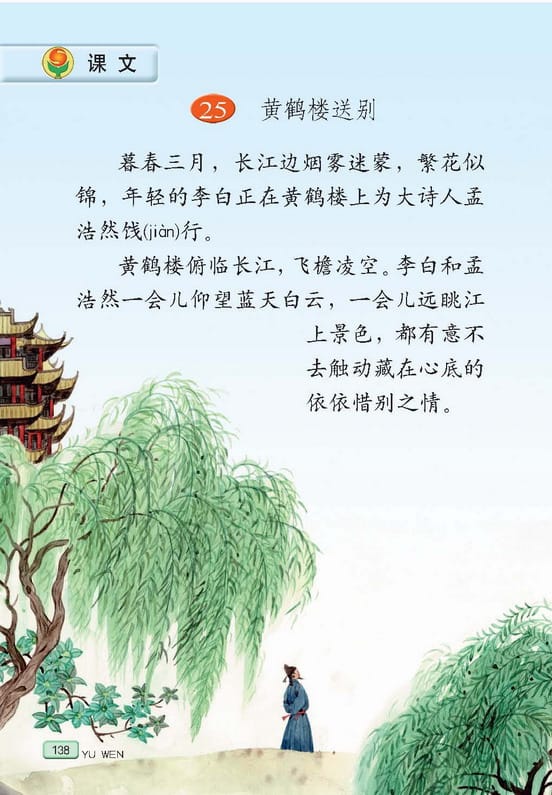 课文
25 黄鹤楼送别
暮春三月，长江边烟雾迷蒙，繁花似
锦，年轻的李白正在黄鹤楼上为大诗人孟
浩然饯(jiàn)行。
黄鹤楼俯临长江，飞檐凌空。李白和孟
浩然一会儿仰望蓝天白云，一会儿远眺江
上景色，都有意不
去触动藏在心底的
依依惜别之情。
138 YU WEN